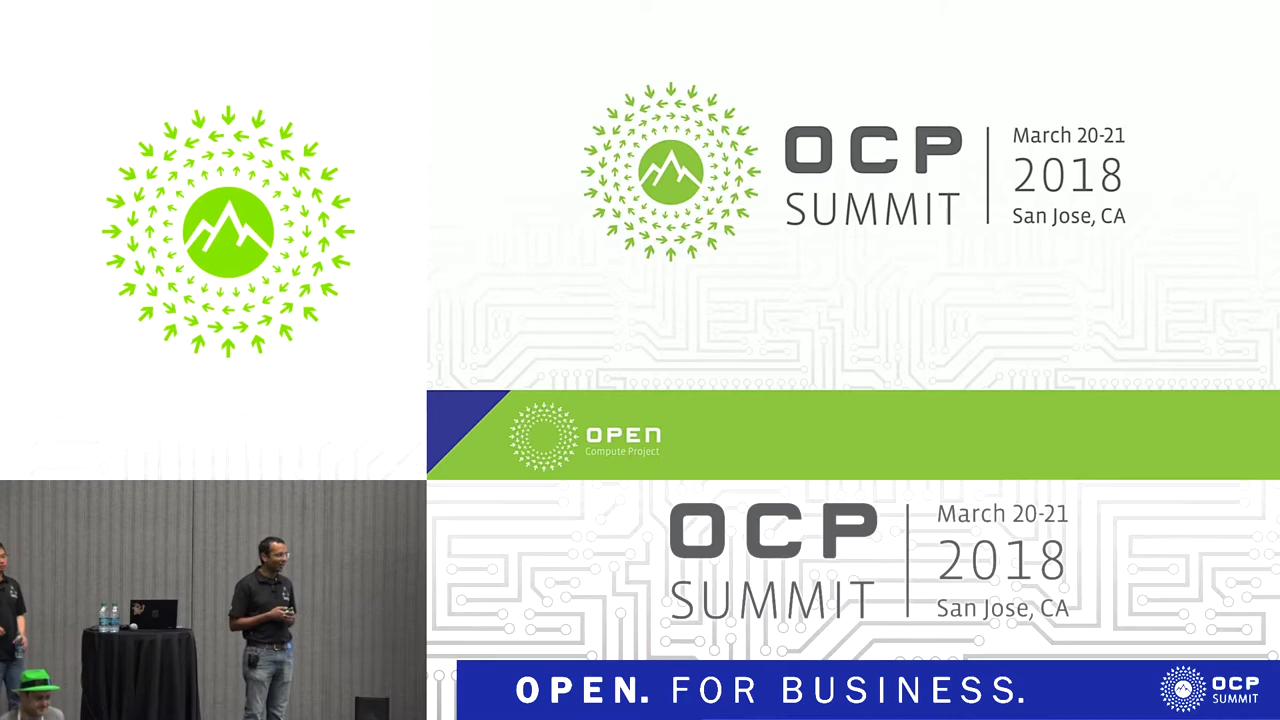 OCP
SUMMIT
March 20-21
2018
San Jose, CA
OPEN
Compute Project
OCP
SUMMIT
March 20-21
2018
San Jose, CA
OPEN. FOR BUSINESS.
OCP
SUMMIT